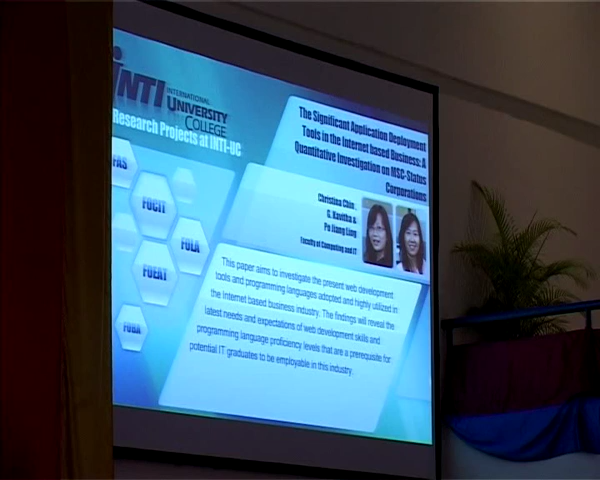 INTI
INTERNATIONAL
UNIVERSITY
COLLEGE
Research Projects at INTI-UC
The Significant Application Deployment
Tools in the Internet based Business: A
Quantitative Investigation on MSC-Status
Corporations
FAS
FOCIT
FOLA
FOEAT
FOBA
Christina Chin,
G. Kavitha &
Po Jiang Ling
Faculty of Computing and IT
This paper aims to investigate the present web development
tools and programming languages adopted and highly utilized in
the Internet based business industry. The findings will reveal the
latest needs and expectations of web development skills and
programming language proficiency levels that are a prerequisite for
potential IT graduates to be employable in this industry.